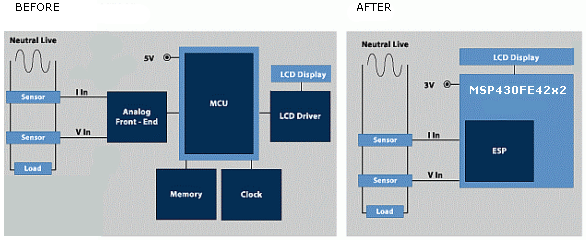 BEFORE
Neutral Live
Sensor
I In
Sensor
V In
Load
Analog
Front - End
5V
MCU
LCD Display
LCD Driver
Memory
Clock
AFTER
Neutral Live
LCD Display
3V
MSP430FE42x2
Sensor
I In
ESP
Sensor
V In
Load